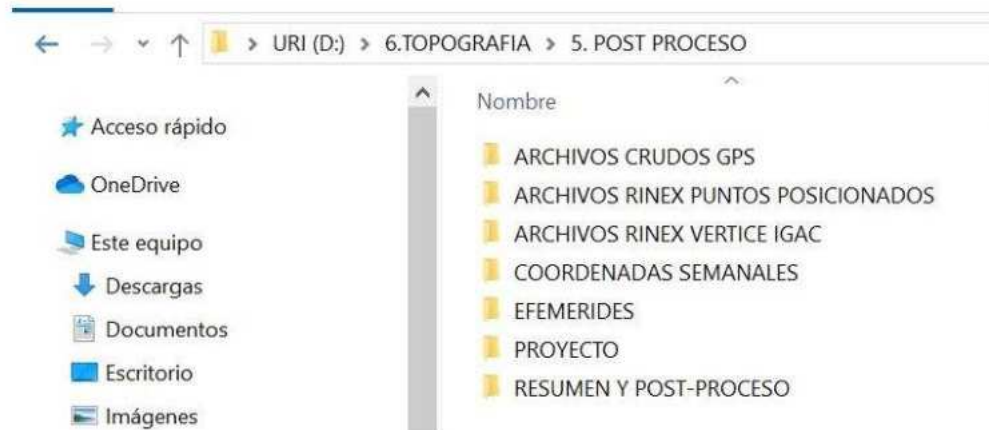 URI (D:) > 6.TOPOGRAFIA > 5. POST PROCESO
Acceso rápido
OneDrive
Este equipo
Descargas
Documentos
Escritorio
Imágenes
Nombre
ARCHIVOS CRUDOS GPS
ARCHIVOS RINEX PUNTOS POSICIONADOS
ARCHIVOS RINEX VERTICE IGAC
COORDENADAS SEMANALES
EFEMERIDES
PROYECTO
RESUMEN Y POST-PROCESO